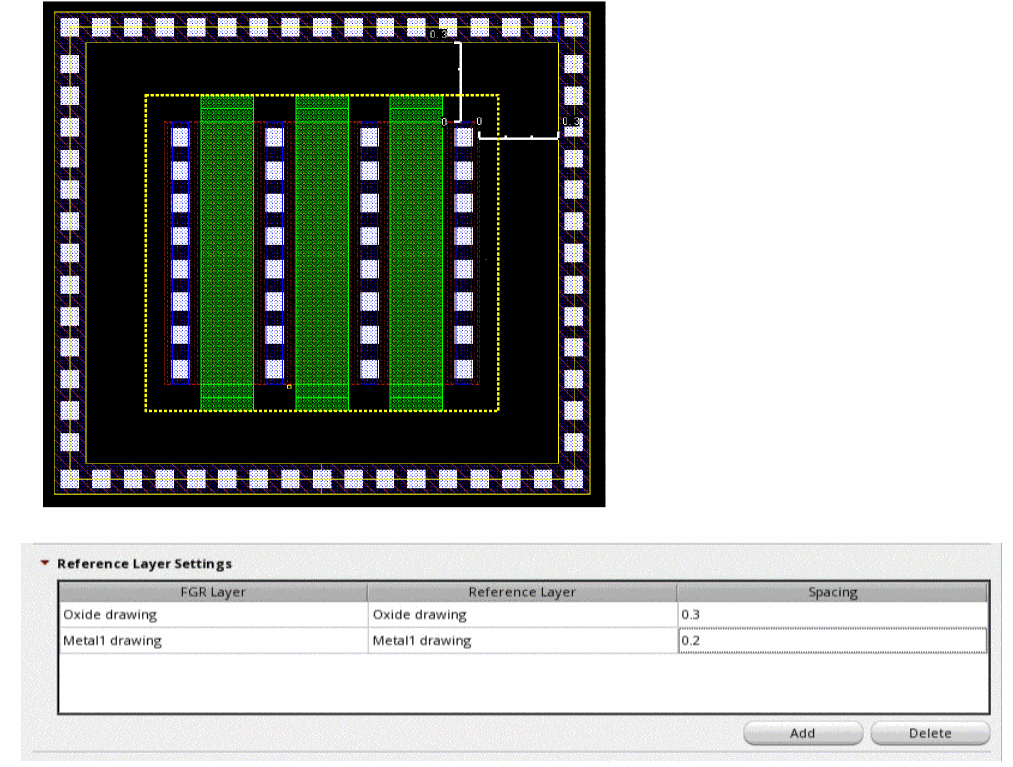 0.3
0 0 0.3
Reference Layer Settings
FGR Layer Reference Layer Spacing
Oxide drawing Oxide drawing 0.3
Metal1 drawing Metal1 drawing 0.2
Add Delete